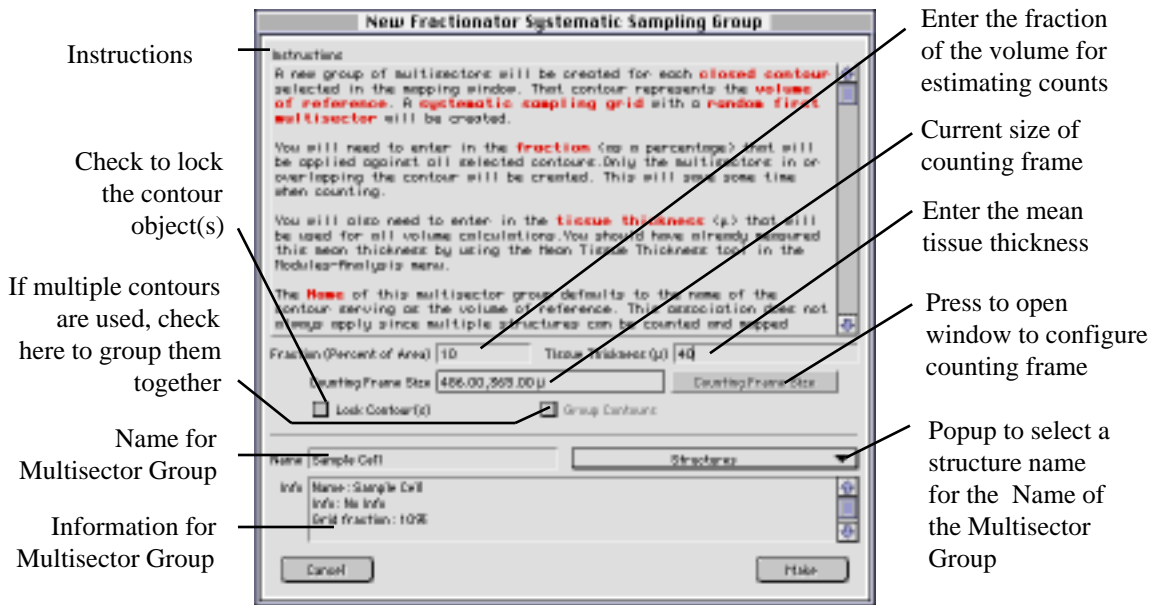 New Fractionator Systematic Sampling Group
Instructions
Instructions
A new group of multisectors will be created for each closed contour
selected in the mapping window. That contour represents the volume
of reference. A systematic sampling grid with a random first
multisector will be created.
You will need to enter in the fraction (as a percentage) that will
be applied against all selected contours.Only the multisectors in or
overlapping the contour will be created. This will save some time
when counting.
You will also need to enter in the tissue thickness (µ) that will
be used for all volume calculations.You should have already measured
this mean thickness by using the Mean Tissue Thickness tool in the
Modules-Analysis menu.
The Name of this multisector group defaults to the name of the
contour serving as the volume of reference. This association does not
always apply since multiple structures can be counted and mapped
Fraction (Percent of Area) 10 Tissue Thickness (µ) 40
Counting Frame Size 486.00,369.00 µ Counting Frame Size
Lock Contour(s) Group Contours
Name Sample Cell Structures
Info Name: Sample Cell
Info: No Info
Grid fraction: 10%
Cancel Make
Check to lock
the contour
object(s)
If multiple contours
are used, check
here to group them
together
Name for
Multisector Group
Information for
Multisector Group
Enter the fraction
of the volume for
estimating counts
Current size of
counting frame
Enter the mean
tissue thickness
Press to open
window to configure
counting frame
Popup to select a
structure name
for the Name of
the Multisector
Group